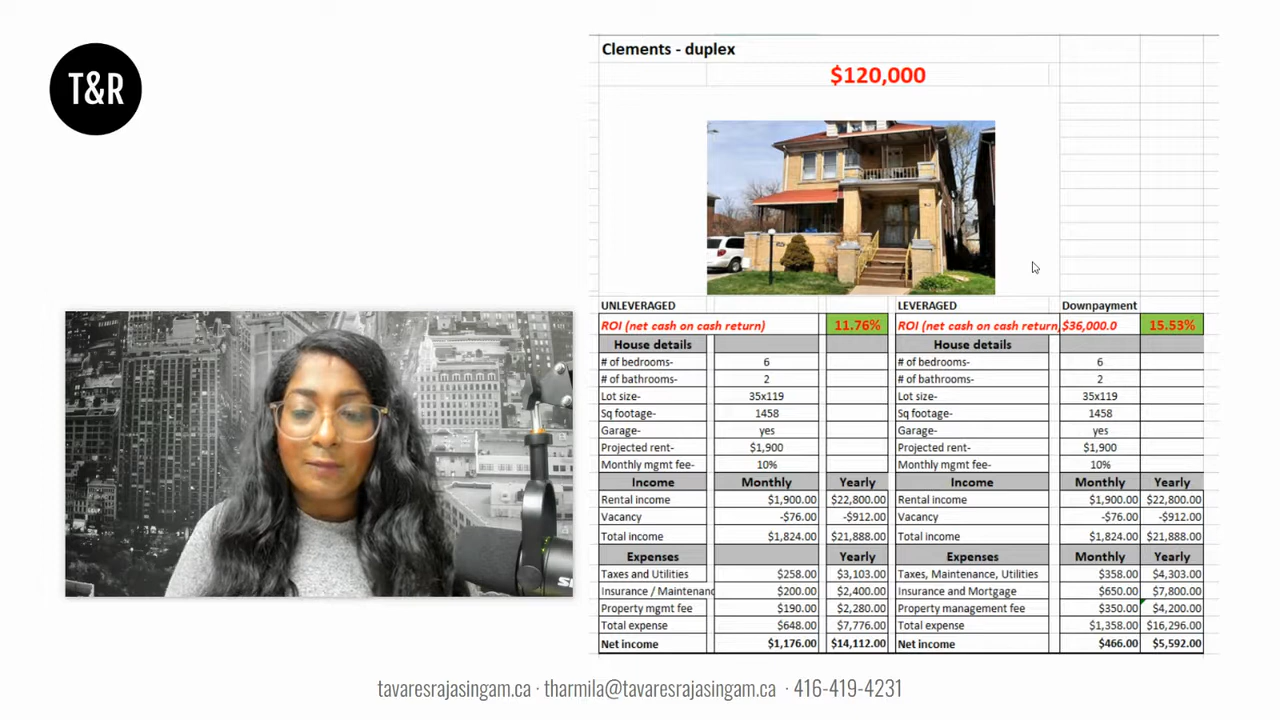 T&R
Clements - duplex
$120,000
UNLEVERAGED LEVERAGED Downpayment
ROI (net cash on cash return) 11.76% ROI (net cash on cash return, $36,000.0 15.53%
House details House details
# of bedrooms- 6 # of bedrooms- 6
# of bathrooms- 2 # of bathrooms- 2
Lot size- 35x119 Lot size- 35x119
Sq footage- 1458 Sq footage- 1458
Garage- yes Garage- yes
Projected rent- $1,900 Projected rent- $1,900
Monthly mgmt fee- 10% Monthly mgmt fee- 10%
Income Monthly Yearly Income Monthly Yearly
Rental income $1,900.00 $22,800.00 Rental income $1,900.00 $22,800.00
Vacancy -$76.00 -$912.00 Vacancy -$76.00 -$912.00
Total income $1,824.00 $21,888.00 Total income $1,824.00 $21,888.00
Expenses Yearly Expenses Monthly Yearly
Taxes and Utilities $258.00 $3,103.00 Taxes, Maintenance, Utilities $358.00 $4,303.00
Insurance / Maintenanc $200.00 $2,400.00 Insurance and Mortgage $650.00 $7,800.00
Property mgmt fee $190.00 $2,280.00 Property management fee $350.00 $4,200.00
Total expense $648.00 $7,776.00 Total expense $1,358.00 $16,296.00
Net income $1,176.00 $14,112.00 Net income $466.00 $5,592.00
tavaresrajasingam.ca · tharmila@tavaresrajasingam.ca · 416-419-4231